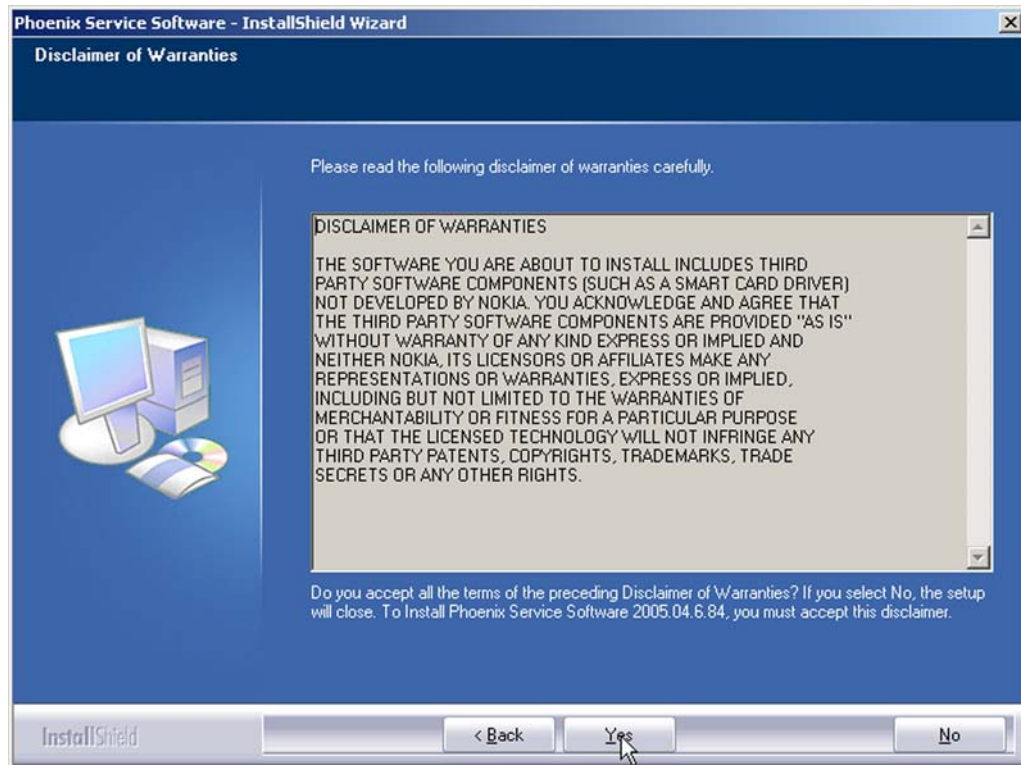 Phoenix Service Software - InstallShield Wizard
Disclaimer of Warranties
Please read the following disclaimer of warranties carefully.
DISCLAIMER OF WARRANTIES
THE SOFTWARE YOU ARE ABOUT TO INSTALL INCLUDES THIRD
PARTY SOFTWARE COMPONENTS (SUCH AS A SMART CARD DRIVER)
NOT DEVELOPED BY NOKIA. YOU ACKNOWLEDGE AND AGREE THAT
THE THIRD PARTY SOFTWARE COMPONENTS ARE PROVIDED "AS IS"
WITHOUT WARRANTY OF ANY KIND EXPRESS OR IMPLIED AND
NEITHER NOKIA, ITS LICENSORS OR AFFILIATES MAKE ANY
REPRESENTATIONS OR WARRANTIES, EXPRESS OR IMPLIED,
INCLUDING BUT NOT LIMITED TO THE WARRANTIES OF
MERCHANTABILITY OR FITNESS FOR A PARTICULAR PURPOSE
OR THAT THE LICENSED TECHNOLOGY WILL NOT INFRINGE ANY
THIRD PARTY PATENTS, COPYRIGHTS, TRADEMARKS, TRADE
SECRETS OR ANY OTHER RIGHTS.
Do you accept all the terms of the preceding Disclaimer of Warranties? If you select No, the setup
will close. To Install Phoenix Service Software 2005.04.6.84, you must accept this disclaimer.
InstallShield
< Back
Yes
No